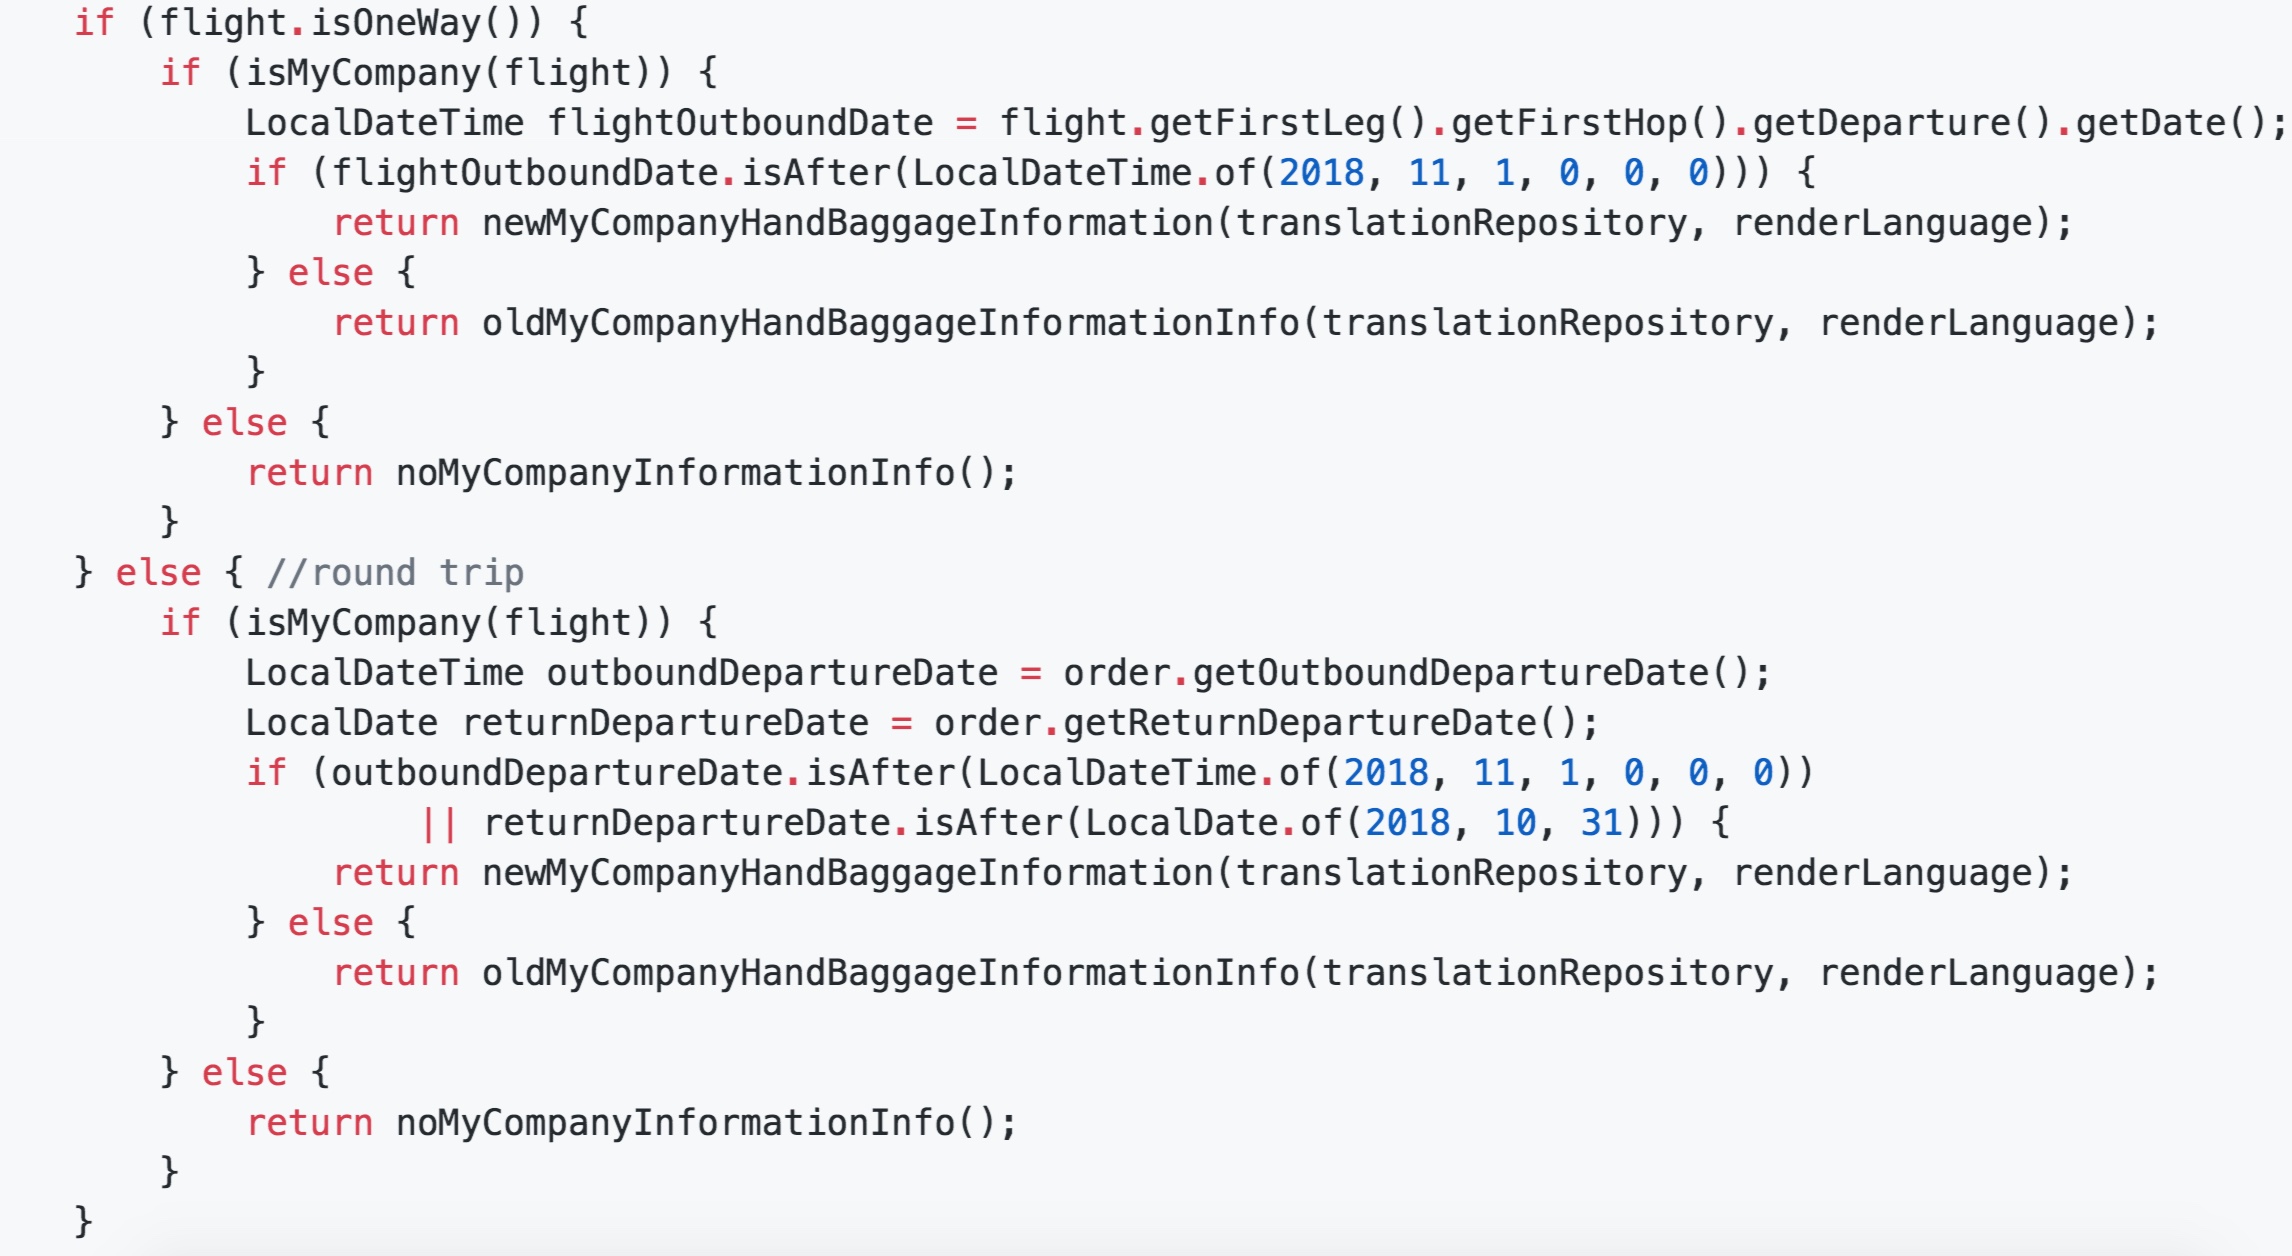 if (flight.isOneWay()) {
    if (isMyCompany(flight)) {
        LocalDateTime flightOutboundDate = flight.getFirstLeg().getFirstHop().getDeparture().getDate();
        if (flightOutboundDate.isAfter(LocalDateTime.of(2018, 11, 1, 0, 0, 0))) {
            return newMyCompanyHandBaggageInformation(translationRepository, renderLanguage);
        } else {
            return oldMyCompanyHandBaggageInformationInfo(translationRepository, renderLanguage);
        }
    } else {
        return noMyCompanyInformationInfo();
    }
} else { //round trip
    if (isMyCompany(flight)) {
        LocalDateTime outboundDepartureDate = order.getOutboundDepartureDate();
        LocalDate returnDepartureDate = order.getReturnDepartureDate();
        if (outboundDepartureDate.isAfter(LocalDateTime.of(2018, 11, 1, 0, 0, 0))
                || returnDepartureDate.isAfter(LocalDate.of(2018, 10, 31))) {
            return newMyCompanyHandBaggageInformation(translationRepository, renderLanguage);
        } else {
            return oldMyCompanyHandBaggageInformationInfo(translationRepository, renderLanguage);
        }
    } else {
        return noMyCompanyInformationInfo();
    }
}